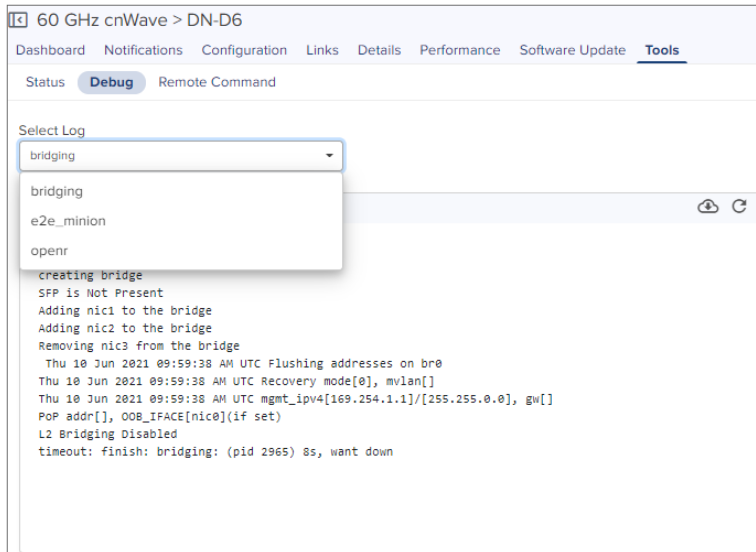 60 GHz cnWave > DN-D6
Dashboard Notifications Configuration Links Details Performance Software Update Tools
Status Debug Remote Command
Select Log
bridging
bridging
e2e_minion
openr
creating bridge
SFP is Not Present
Adding nic1 to the bridge
Adding nic2 to the bridge
Removing nic3 from the bridge
Thu 10 Jun 2021 09:59:38 AM UTC Flushing addresses on br0
Thu 10 Jun 2021 09:59:38 AM UTC Recovery mode[0], mvlan[]
Thu 10 Jun 2021 09:59:38 AM UTC mgmt_ipv4[169.254.1.1]/[255.255.0.0], gw[]
PoP addr[], OOB_IFACE[nic0](if set)
L2 Bridging Disabled
timeout: finish: bridging: (pid 2965) 8s, want down